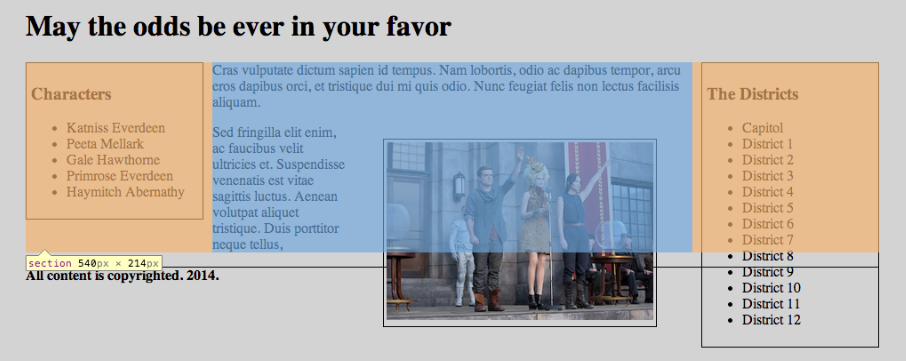 May the odds be ever in your favor
Characters
Katniss Everdeen
Peeta Mellark
Gale Hawthorne
Primrose Everdeen
Haymitch Abernathy
Cras vulputate dictum sapien id tempus. Nam lobortis, odio ac dapibus tempor, arcu
eros dapibus orci, et tristique dui mi quis odio. Nunc feugiat felis non lectus facilisis
aliquam.
Sed fringilla elit enim,
ac faucibus velit
ultricies et. Suspendisse
venenatis est vitae
sagittis luctus. Aenean
volutpat aliquet
tristique. Duis porttitor
neque tellus,
The Districts
Capitol
District 1
District 2
District 3
District 4
District 5
District 6
District 7
District 8
District 9
District 10
District 11
District 12
section 540px × 214px
All content is copyrighted. 2014.